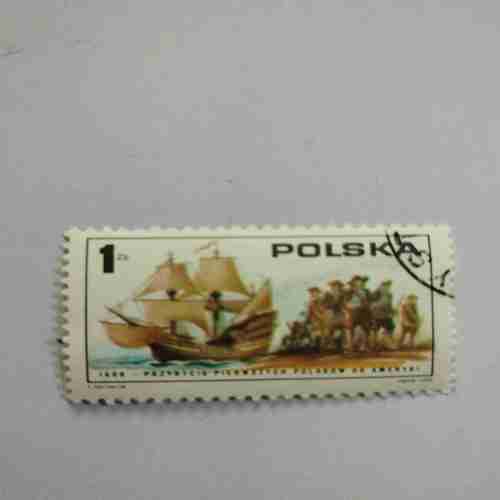 1 ZŁ POLSKA
1608 - PRZYBYCIE PIERWSZYCH POLAKÓW DO AMERYKI